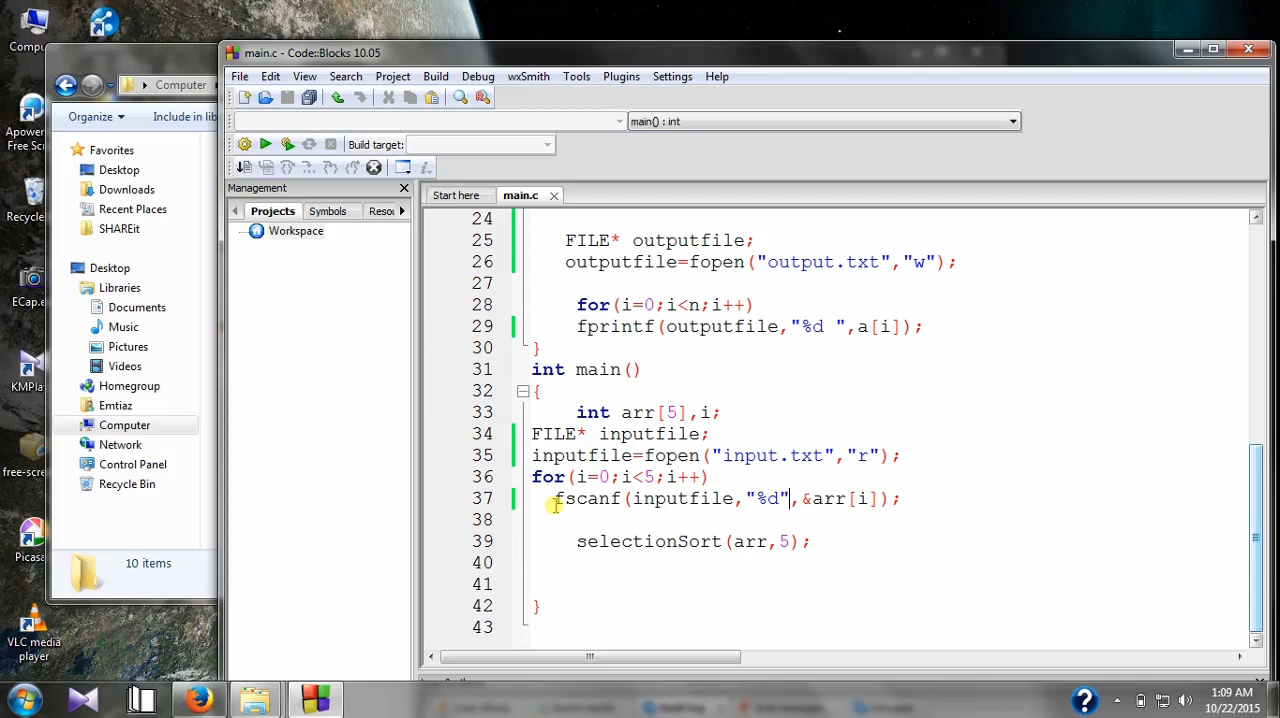 Compu
main.c - Code::Blocks 10.05
File Edit View Search Project Build Debug wxSmith Tools Plugins Settings Help
Computer
main() : int
Organize
Include in lib
Build target:
Apower
Free Scr
Management
Start here
main.c
Projects
Symbols
Resou
Workspace
Favorites
Desktop
Downloads
Recent Places
SHAREit
Recycle
Desktop
Libraries
Documents
Music
Pictures
Videos
Homegroup
Emtiaz
Computer
Network
Control Panel
Recycle Bin
ECap.e
KMPla
free-scre
Picasa
10 items
VLC media
player
24
25 FILE* outputfile;
26 outputfile=fopen("output.txt","w");
27
28 for(i=0;i<n;i++)
29 fprintf(outputfile,"%d ",a[i]);
30 }
31 int main()
32 {
33 int arr[5],i;
34 FILE* inputfile;
35 inputfile=fopen("input.txt","r");
36 for(i=0;i<5;i++)
37 fscanf(inputfile,"%d",&arr[i]);
38
39 selectionSort(arr,5);
40
41
42 }
43
1:09 AM
10/22/2015